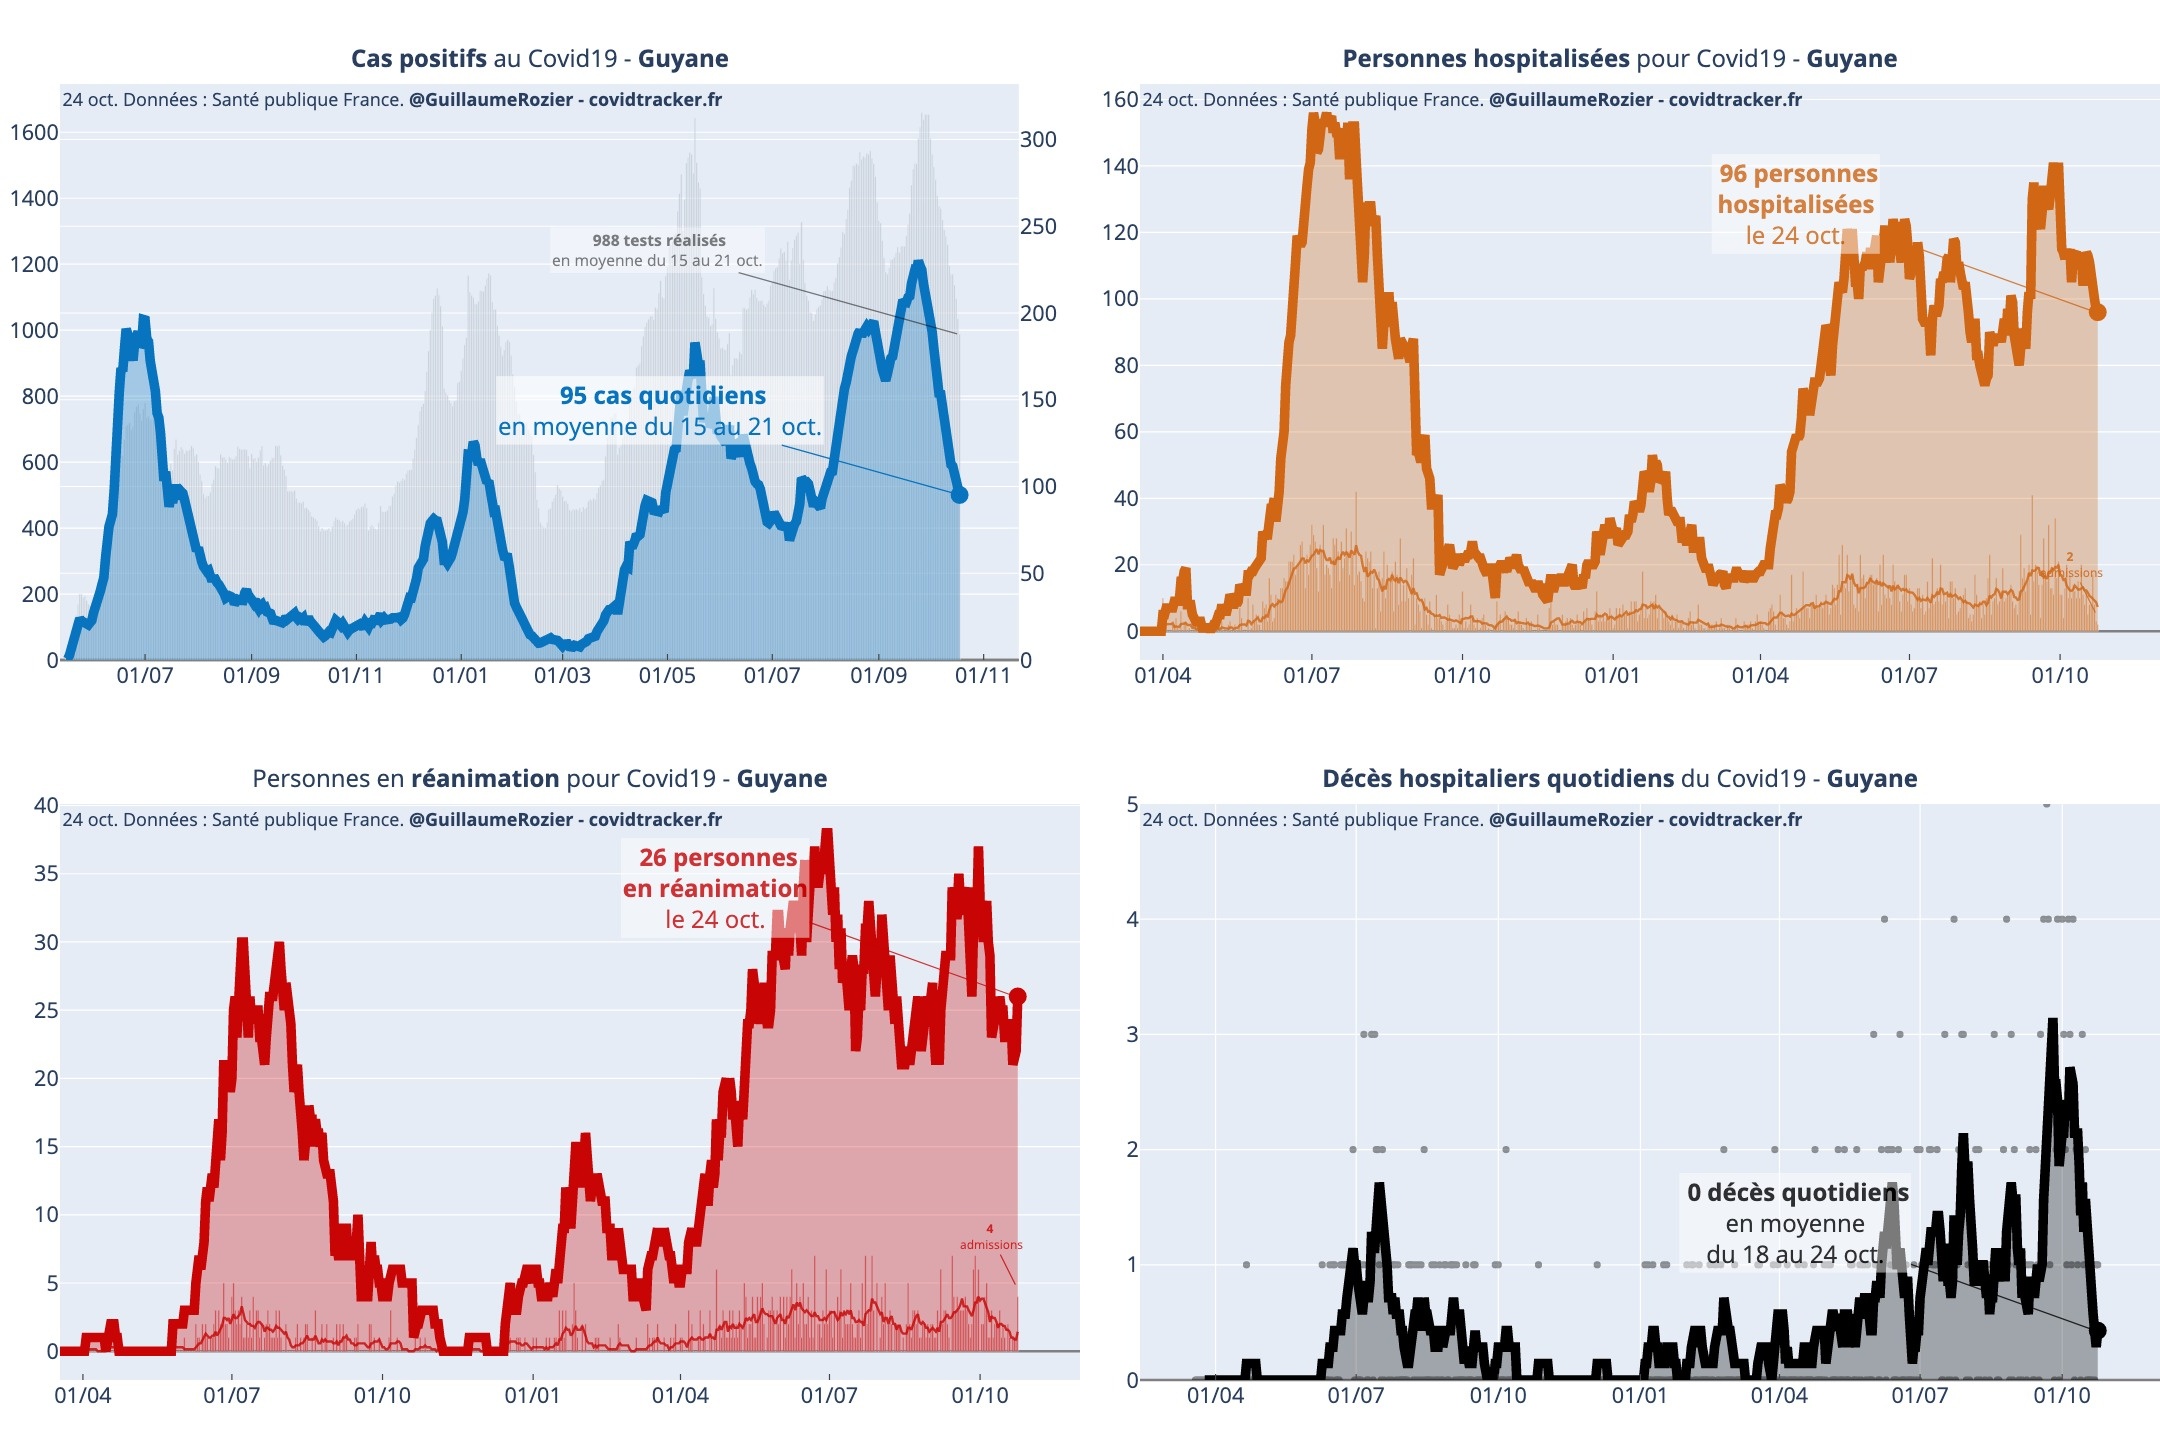 Cas positifs au Covid19 - Guyane
24 oct. Données : Santé publique France. @GuillaumeRozier - covidtracker.fr
1600
1400
1200
1000
800
600
400
200
0
300
250
200
150
100
50
0
988 tests réalisés
en moyenne du 15 au 21 oct.
95 cas quotidiens
en moyenne du 15 au 21 oct.
01/07 01/09 01/11 01/01 01/03 01/05 01/07 01/09 01/11
Personnes hospitalisées pour Covid19 - Guyane
24 oct. Données : Santé publique France. @GuillaumeRozier - covidtracker.fr
160
140
120
100
80
60
40
20
0
96 personnes
hospitalisées
le 24 oct.
2
admissions
01/04 01/07 01/10 01/01 01/04 01/07 01/10
Personnes en réanimation pour Covid19 - Guyane
24 oct. Données : Santé publique France. @GuillaumeRozier - covidtracker.fr
40
35
30
25
20
15
10
5
0
26 personnes
en réanimation
le 24 oct.
4
admissions
01/04 01/07 01/10 01/01 01/04 01/07 01/10
Décès hospitaliers quotidiens du Covid19 - Guyane
24 oct. Données : Santé publique France. @GuillaumeRozier - covidtracker.fr
5
4
3
2
1
0
0 décès quotidiens
en moyenne
du 18 au 24 oct.
01/04 01/07 01/10 01/01 01/04 01/07 01/10